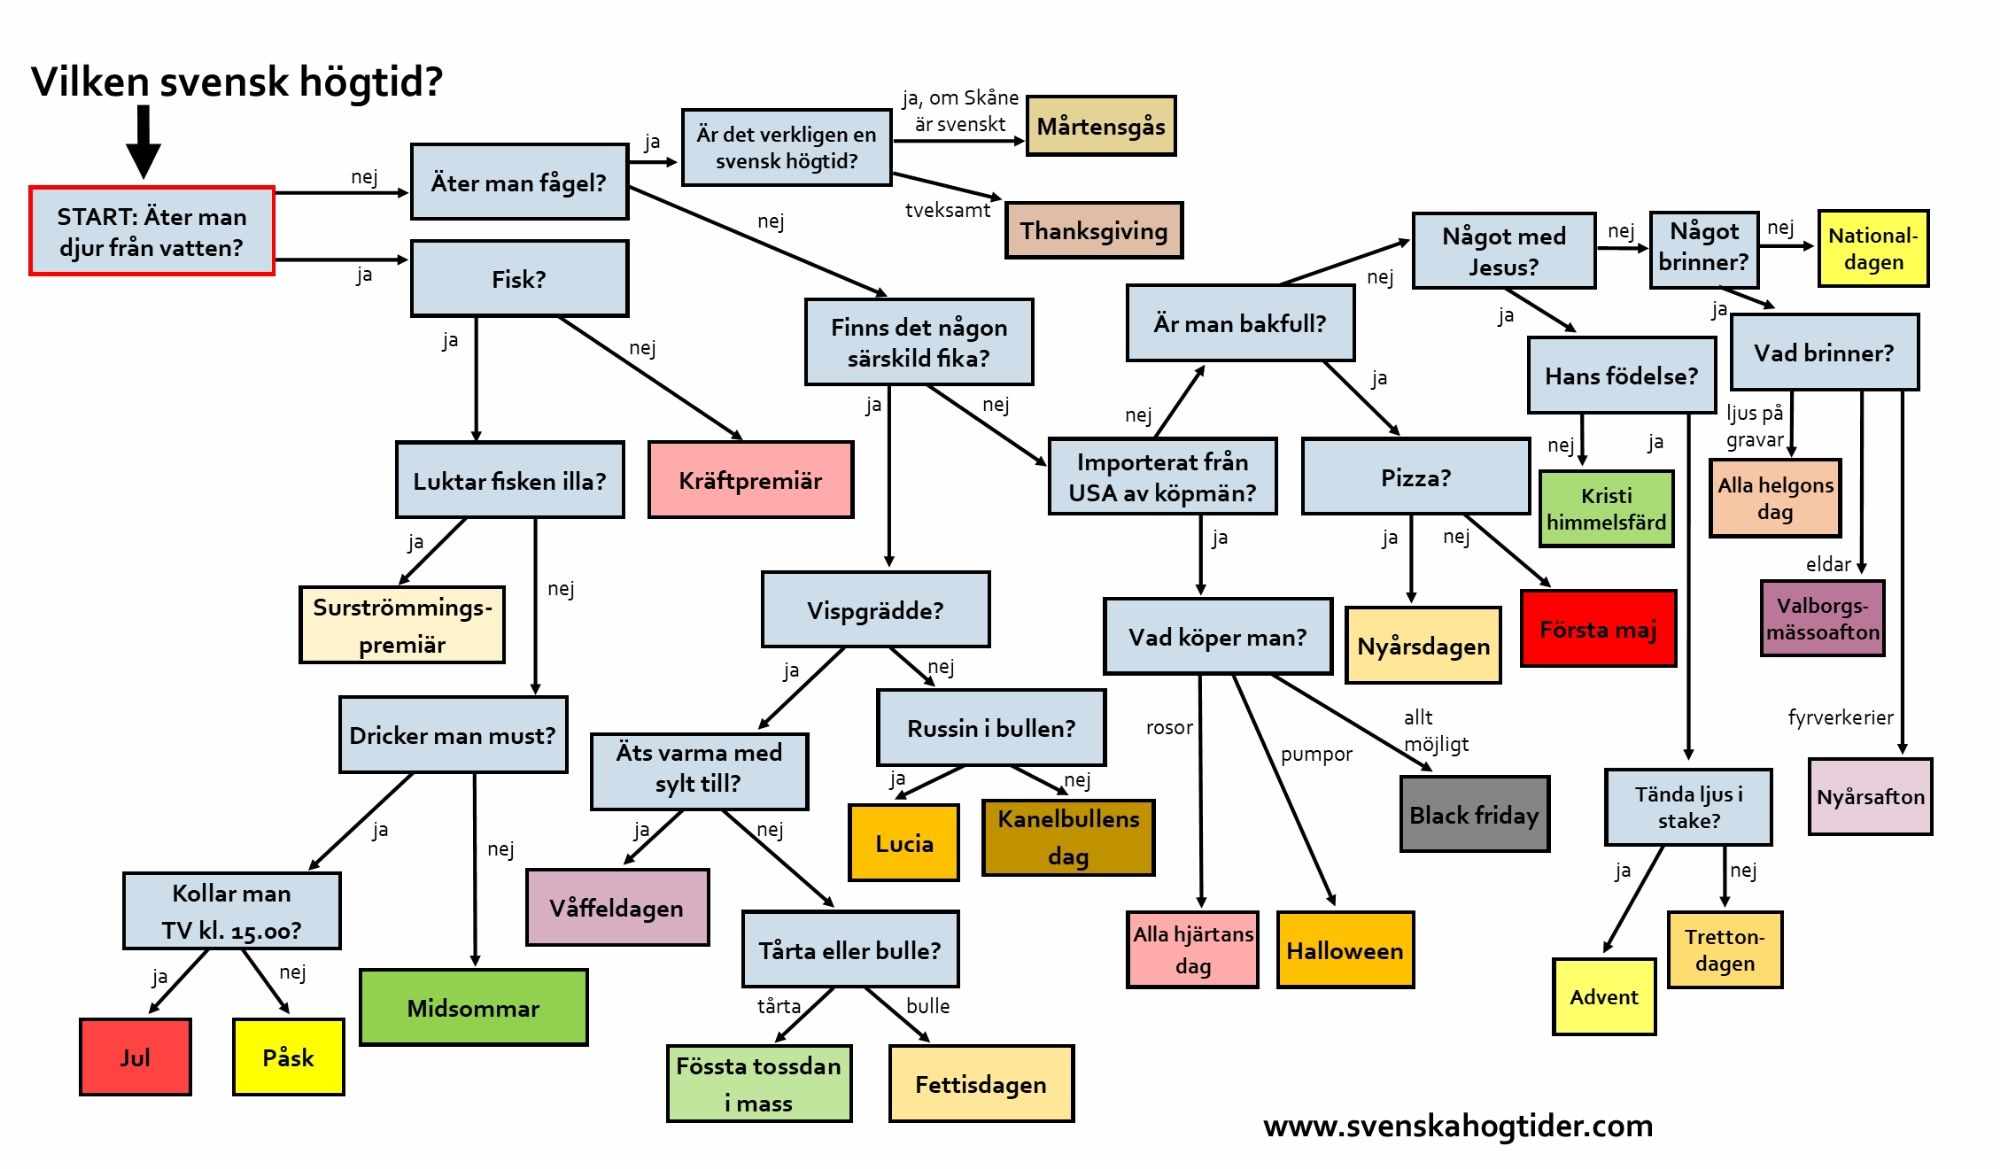 Vilken svensk högtid?
START: Äter man
djur från vatten?
nej
ja
Äter man fågel?
ja
nej
Är det verkligen en
svensk högtid?
ja, om Skåne
är svenskt
tveksamt
Mårtensgås
Thanksgiving
Fisk?
ja
nej
Luktar fisken illa?
Kräftpremiär
ja
nej
Surströmmings-
premiär
Dricker man must?
ja
nej
Kollar man
TV kl. 15.00?
ja
nej
Jul
Påsk
Midsommar
Finns det någon
särskild fika?
ja
nej
Vispgrädde?
ja
nej
Äts varma med
sylt till?
ja
nej
Våffeldagen
Tårta eller bulle?
tårta
bulle
Fössta tossdan
i mass
Fettisdagen
Russin i bullen?
ja
nej
Lucia
Kanelbullens
dag
Importerat från
USA av köpmän?
nej
ja
Vad köper man?
rosor
pumpor
allt
möjligt
Alla hjärtans
dag
Halloween
Black friday
Är man bakfull?
nej
ja
Pizza?
ja
nej
Nyårsdagen
Första maj
Något med
Jesus?
nej
ja
Hans födelse?
nej
ja
Kristi
himmelsfärd
Tända ljus i
stake?
ja
nej
Advent
Tretton-
dagen
Något
brinner?
nej
ja
National-
dagen
Vad brinner?
ljus på
gravar
eldar
fyrverkerier
Alla helgons
dag
Valborgs-
mässoafton
Nyårsafton
www.svenskahogtider.com